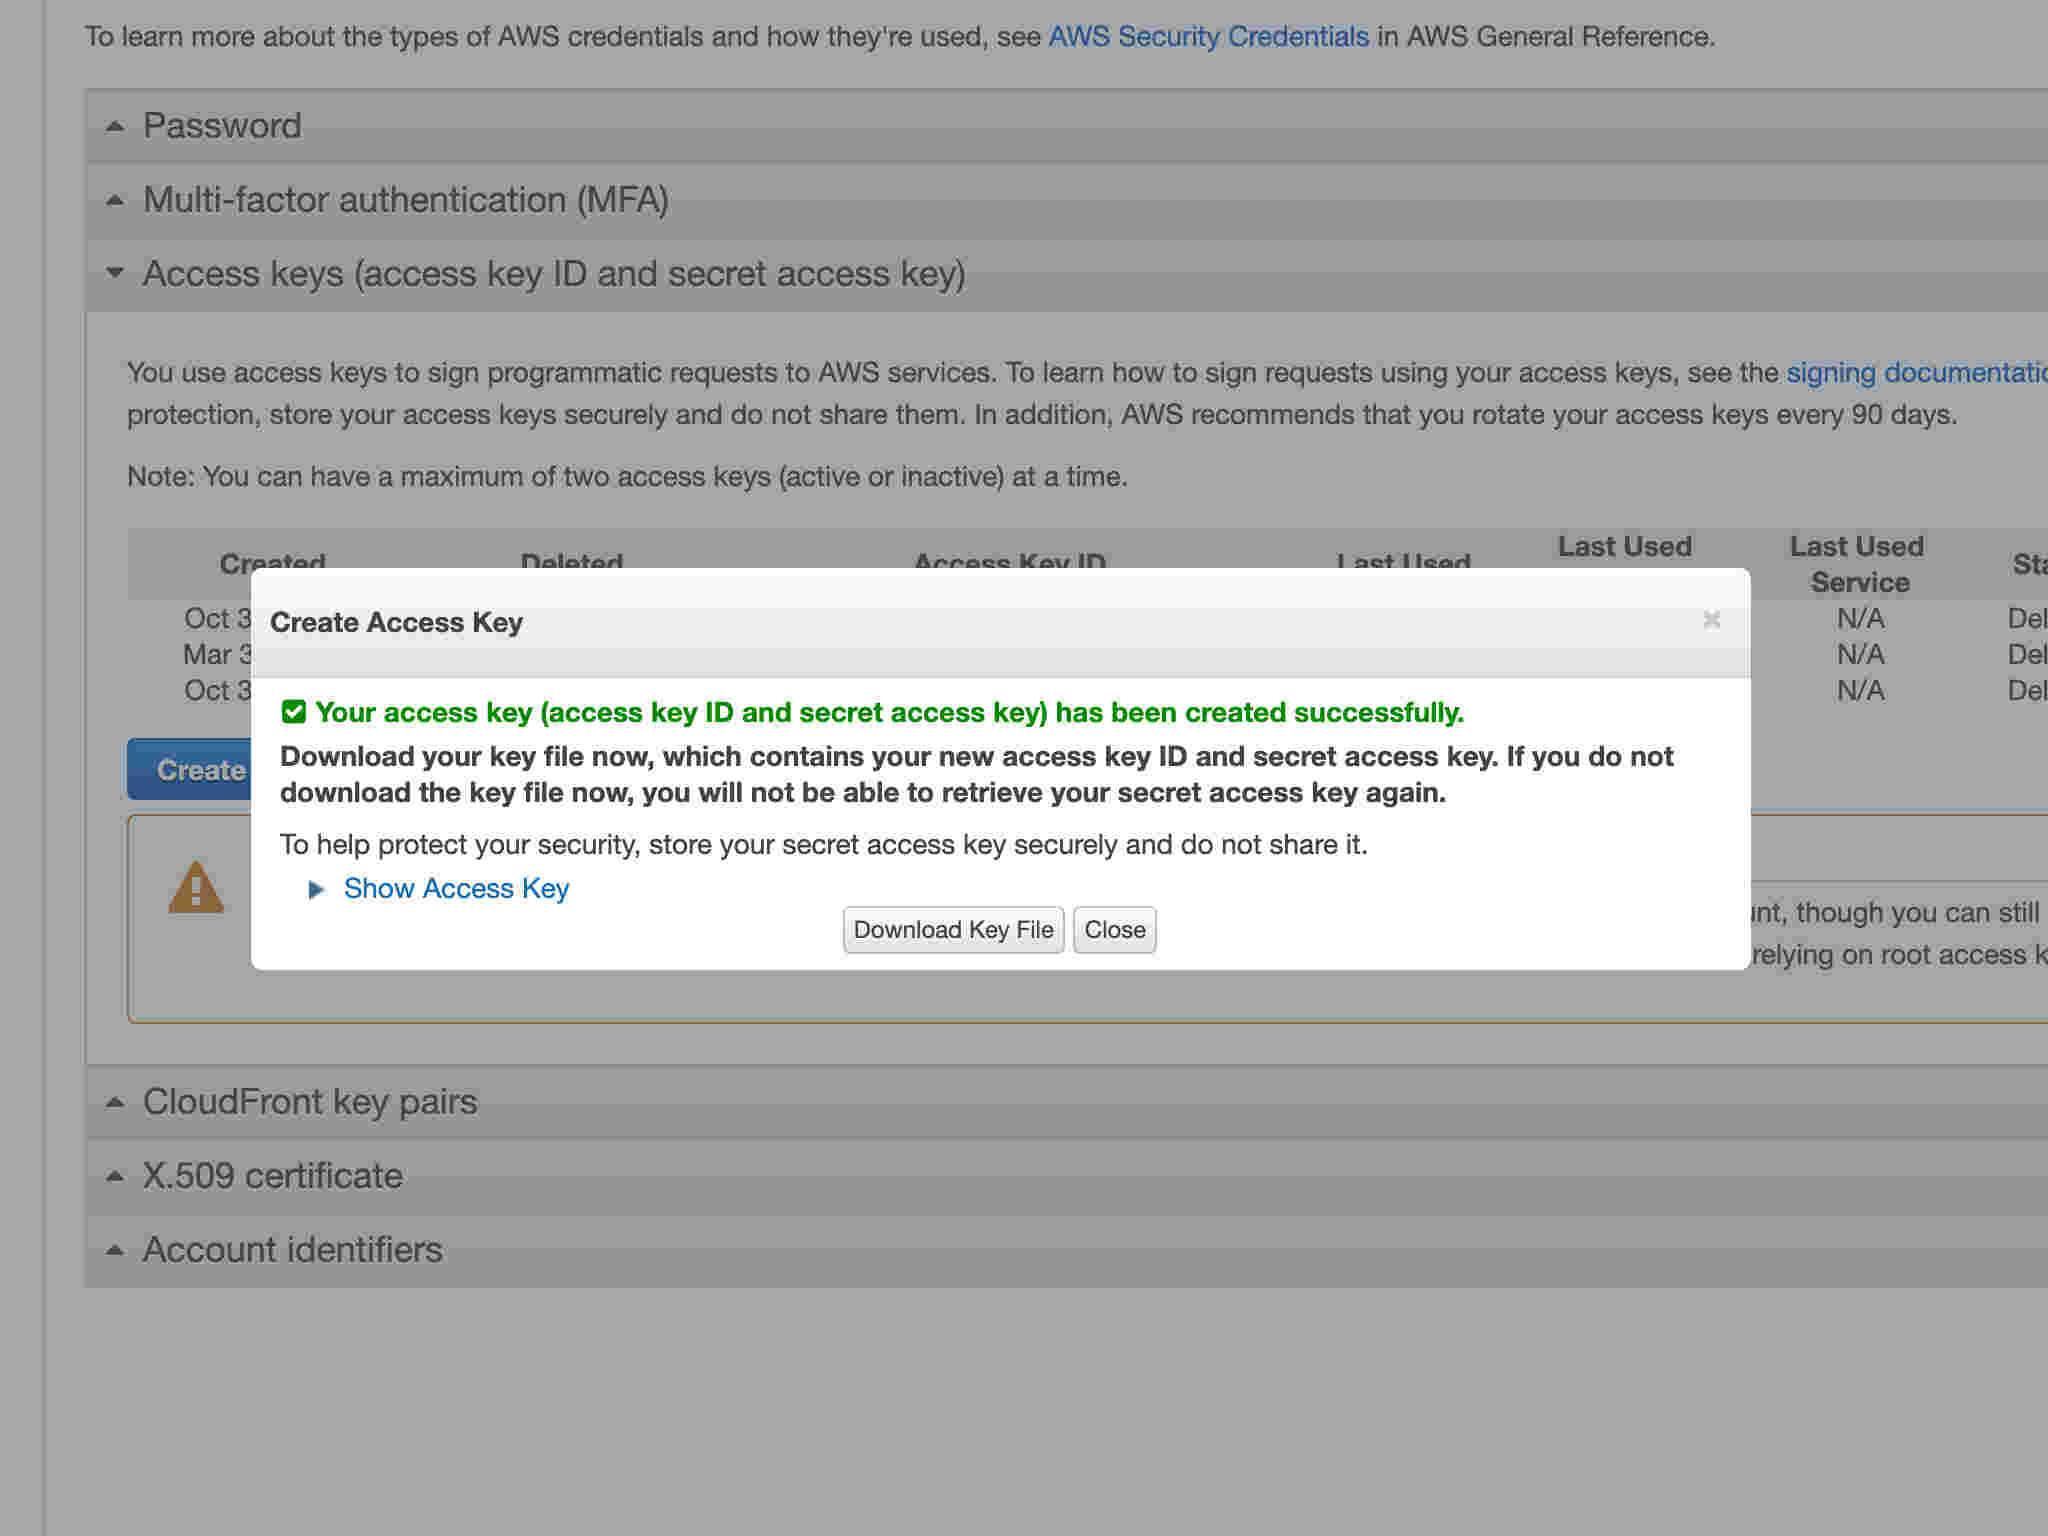 To learn more about the types of AWS credentials and how they're used, see AWS Security Credentials in AWS General Reference.
Password
Multi-factor authentication (MFA)
Access keys (access key ID and secret access key)
You use access keys to sign programmatic requests to AWS services. To learn how to sign requests using your access keys, see the signing documentatio
protection, store your access keys securely and do not share them. In addition, AWS recommends that you rotate your access keys every 90 days.
Note: You can have a maximum of two access keys (active or inactive) at a time.
Created Deleted Access Key ID Last Used Last Used Last Used Service Sta
Oct 3 N/A Del
Mar 3 N/A Del
Oct 3 N/A Del
Create
Create Access Key
Your access key (access key ID and secret access key) has been created successfully.
Download your key file now, which contains your new access key ID and secret access key. If you do not
download the key file now, you will not be able to retrieve your secret access key again.
To help protect your security, store your secret access key securely and do not share it.
Show Access Key
Download Key File Close
unt, though you can still
relying on root access k
CloudFront key pairs
X.509 certificate
Account identifiers